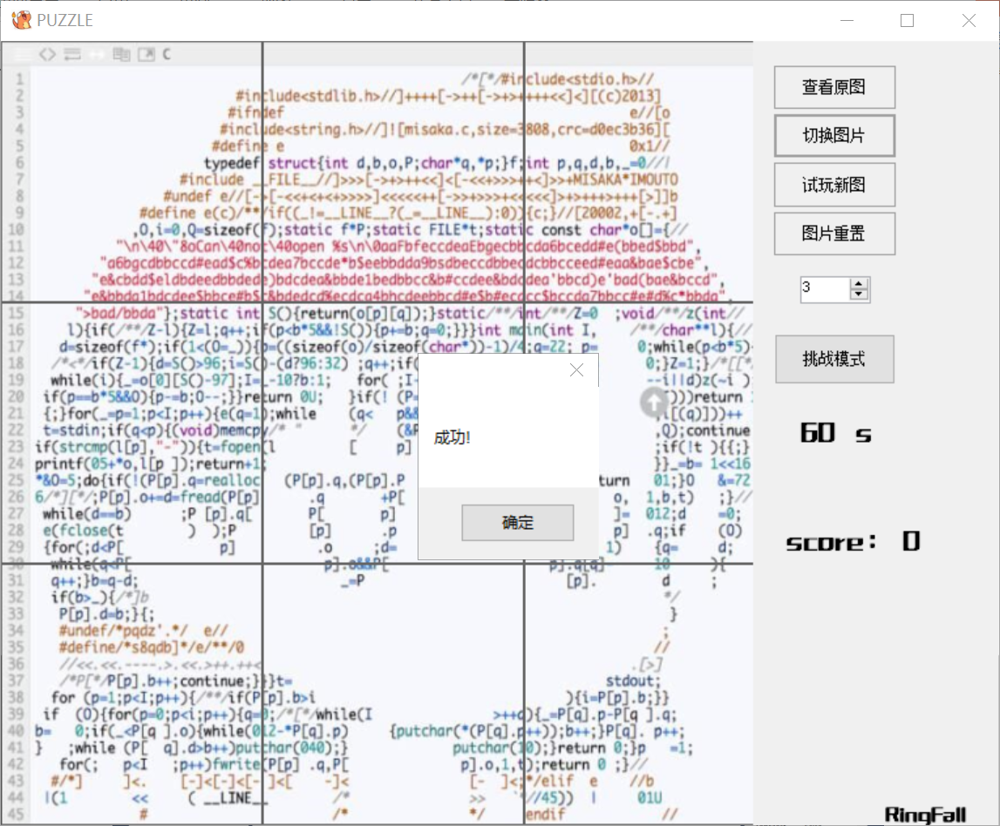 PUZZLE
C
1 /*[*/#include<stdio.h>//
2 #include<stdlib.h>//]++++[->++[->+>++++<<]<][(c)2013]
3 #ifndef e//[o
4 #include<string.h>//]![misaka.c,size=3808,crc=d0ec3b36][
5 #define e 0x1//
6 typedef struct{int d,b,o,P;char*q,*p;}f;int p,q,d,b,_=0//|
7 #include __FILE__//]>>>[->+>++<<]<[-<<+>>>++<]>>+MISAKA*IMOUTO
8 #undef e//[->[-<<+<+<+>>>>]<<<<<++[->>+>>>+<<<<<]>+>+++>+[>]]b
9 #define e(c)/**/if((_!=__LINE__?(_=__LINE__):0)){c;}//[20002,+[-.+]
10 ,O,i=0,Q=sizeof(f);static f*P;static FILE*t;static const char*o[]={//
11 "\n\40\"8oCan\40not\40open %s\n\0aaFbfeccdeaEbgecbbcda6bcedd#e(bbed$bbd",
12 "a6bgcdbbccd#ead$c%bcdea7bccde*b$eebbdda9bsdbeccdbbecdcbbcceed#eaa&bae$cbe",
13 "e&cbdd$eldbdeedbbdede)bdcdea&bbde1bedbbcc&b#ccdee&bdcdea'bbcd)e'bad(bae&bccd",
14
15 ">bad/bbda"};static int S(){return(o[p][q]);}static/**/int/**/Z=0 ;void/**/z(int//
16 l){if(/**/Z-l){Z=l;q++;if(p<b*5&&!S()){p+=b;q=0;}}}int main(int I, /**/char**l){//
17 d=sizeof(f*);if(1<(O=_)){b=((sizeof(o)/sizeof(char*))-1)/4;q=22; p= 0;while(p<b*5)
18 /*<*/if(Z-1){d=S()>96;i=S()-(d?96:32) ;q++;if( 0;}Z=1;}/*[[*
19 while(i){_=o[0][S()-97];I=_-10?b:1; for( ;I- --i||d)z(~i )
20 if(p==b*5&&O){p-=b;O--;}}return 0U; }if(! (P= )))return
21 {;}for(_=p=1;p<I;p++){e(q=1);while (q< p&& l[(q)]))++
22 t=stdin;if(q<p){(void)memcpy/* " */ (&P ,Q);continue
23 if(strcmp(l[p],"-")){t=fopen(l [ p] ;if(!t ){{;}
24 printf(05+*o,l[p ]);return+1; }}_=b= 1<<16
25 *&O=5;do{if(!(P[p].q=realloc (P[p].q,(P[p].P turn 01;}O &=72
26 6/*][*/;P[p].o+=d=fread(P[p] .q +P[ o, 1,b,t) ;}//
27 while(d==b) ;P [p].q[ P[ p] ]= 012;d =0;
28 e(fclose(t ) );P [p] .p p] .q;if (O)
29 {for(;d<P[ p] .o ;d= 1) {q= d;
30 while(q<P[ p].o&&P[ p].q[q]- 10 ){
31 q++;}b=q-d; _=P [p]. d ;
32 if(b>_){/*]b */
33 P[p].d=b;}{; }
34 #undef/*pqdz'.*/ e// ;
35 #define/*s8qdb]*/e/**/0 //
36 //<<.<<.----.>.<<.>++.++< .[>]
37 /*P[*/P[p].b++;continue;}}}t= stdout;
38 for (p=1;p<I;p++){/**/if(P[p].b>i ){i=P[p].b;}}
39 if (O){for(p=0;p<i;p++){q=0;/*[*/while(I >++q){_=P[q].p-P[q ].q;
40 b= 0;if(_<P[q ].o){while(012-*P[q].p) {putchar(*(P[q].p++));b++;}P[q]. p++;
41 } ;while (P[ q].d>b++)putchar(040);} putchar(10);}return 0;}p =1;
42 for(; p<I ;p++)fwrite(P[p] .q,P[ p].o,1,t);return 0 ;}//
43 #/*] ]<. [-]<[-]<[-]<[ -]< [- ]<;*/elif e //b
44 |(1 << ( __LINE__ /* >> `*//45)) | 01U
45 # /* */ endif //
查看原图
切换图片
试玩新图
图片重置
3
挑战模式
60 s
score: 0
RingFall
成功!
确定